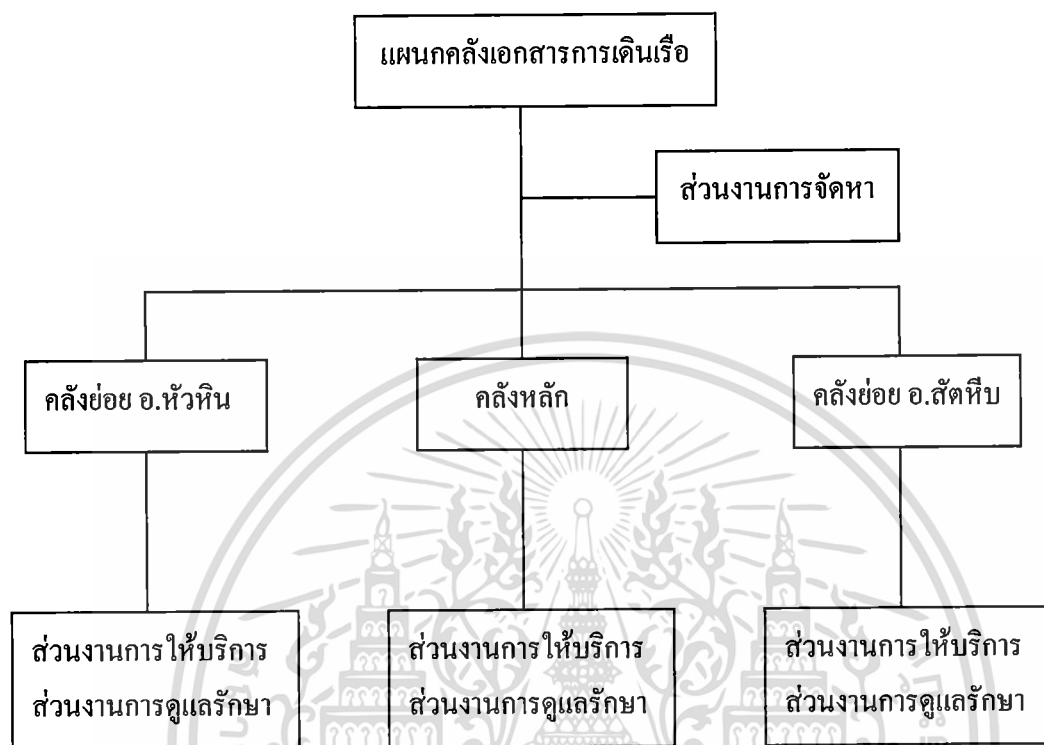 แผนกคลังเอกสารการเดินเรือ
ส่วนงานการจัดหา
คลังย่อย อ.หัวหิน
คลังหลัก
คลังย่อย อ.สัตหีบ
ส่วนงานการให้บริการ
ส่วนงานการดูแลรักษา
ส่วนงานการให้บริการ
ส่วนงานการดูแลรักษา
ส่วนงานการให้บริการ
ส่วนงานการดูแลรักษา